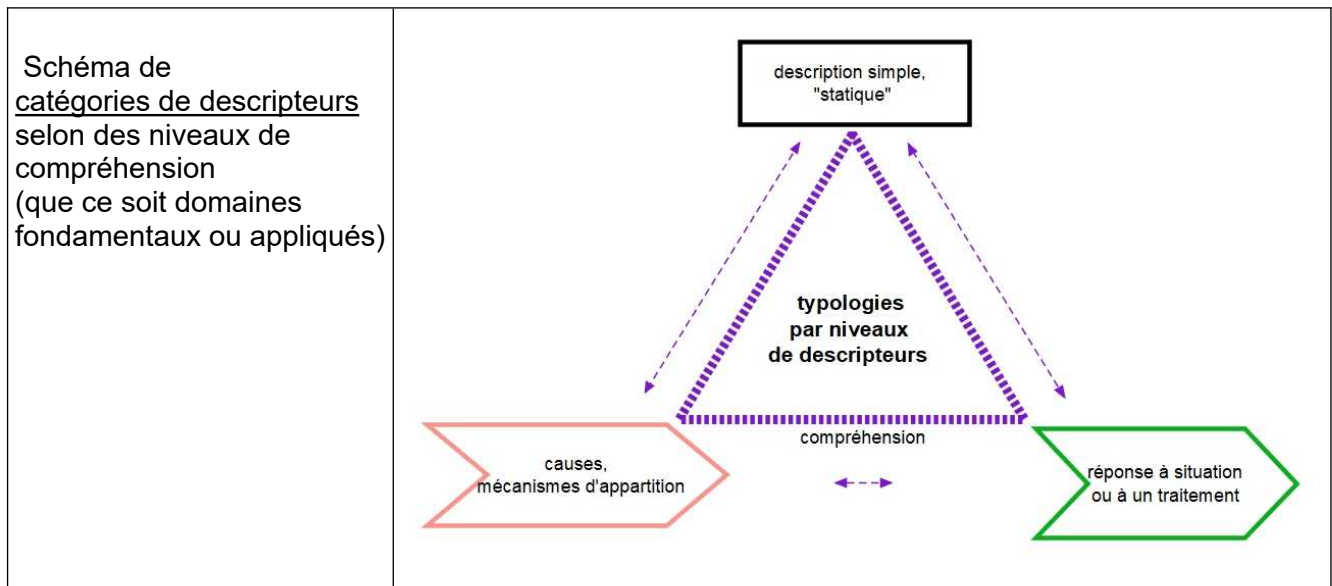 Schéma de
catégories de descripteurs
selon des niveaux de
compréhension
(que ce soit domaines
fondamentaux ou appliqués)
description simple,
"statique"
typologies
par niveaux
de descripteurs
compréhension
causes,
mécanismes d'appartition
réponse à situation
ou à un traitement